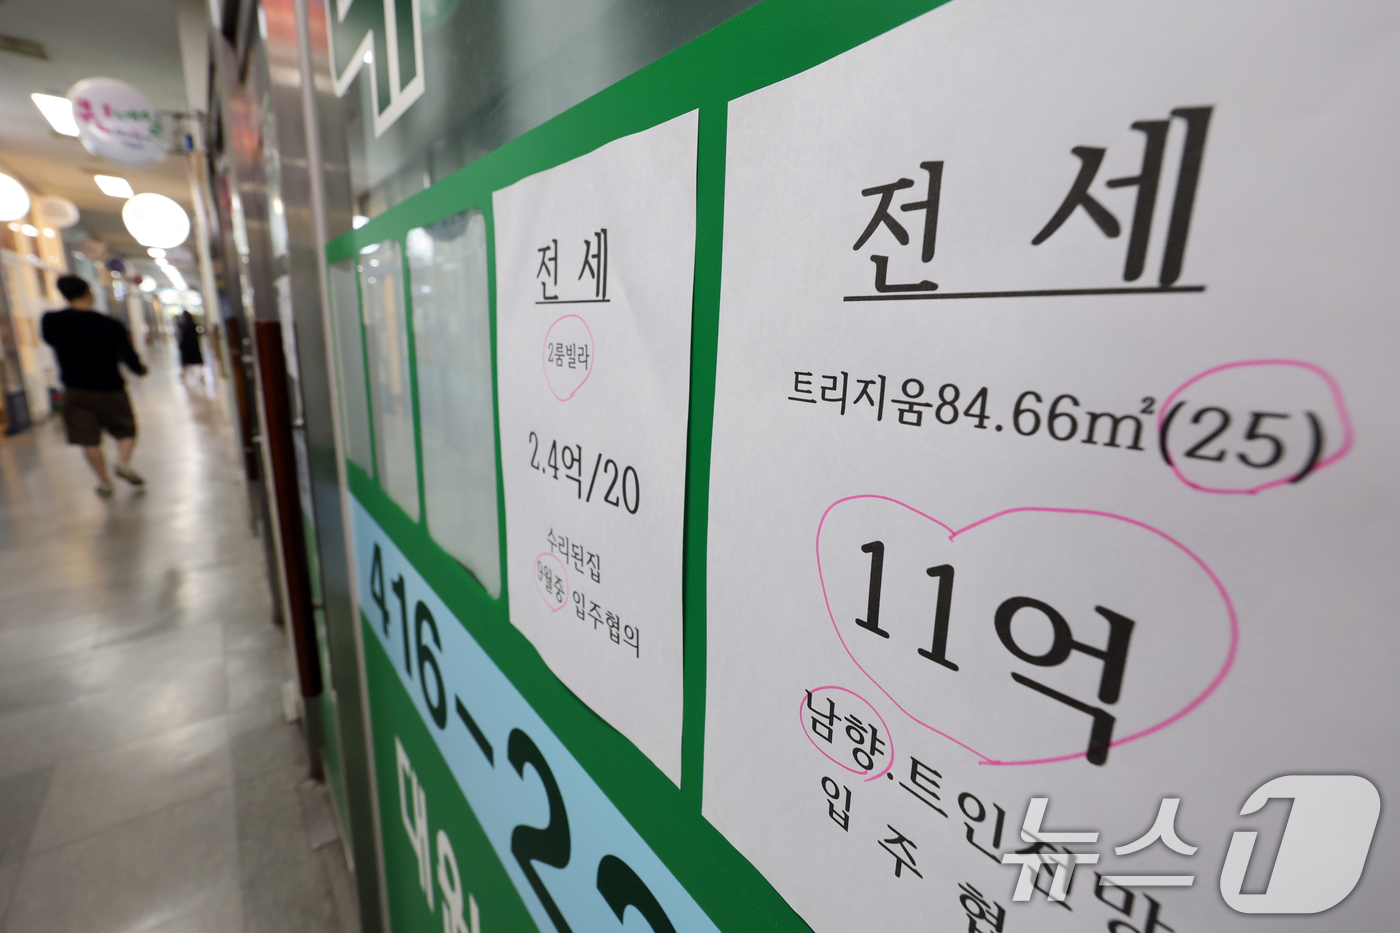 전 세
2룸빌라
2.4억/20
수리된집
9월중 입주협의
전 세
트리지움84.66m²(25)
11억
남향.트인전망
입 주 협
416-2
뉴스1